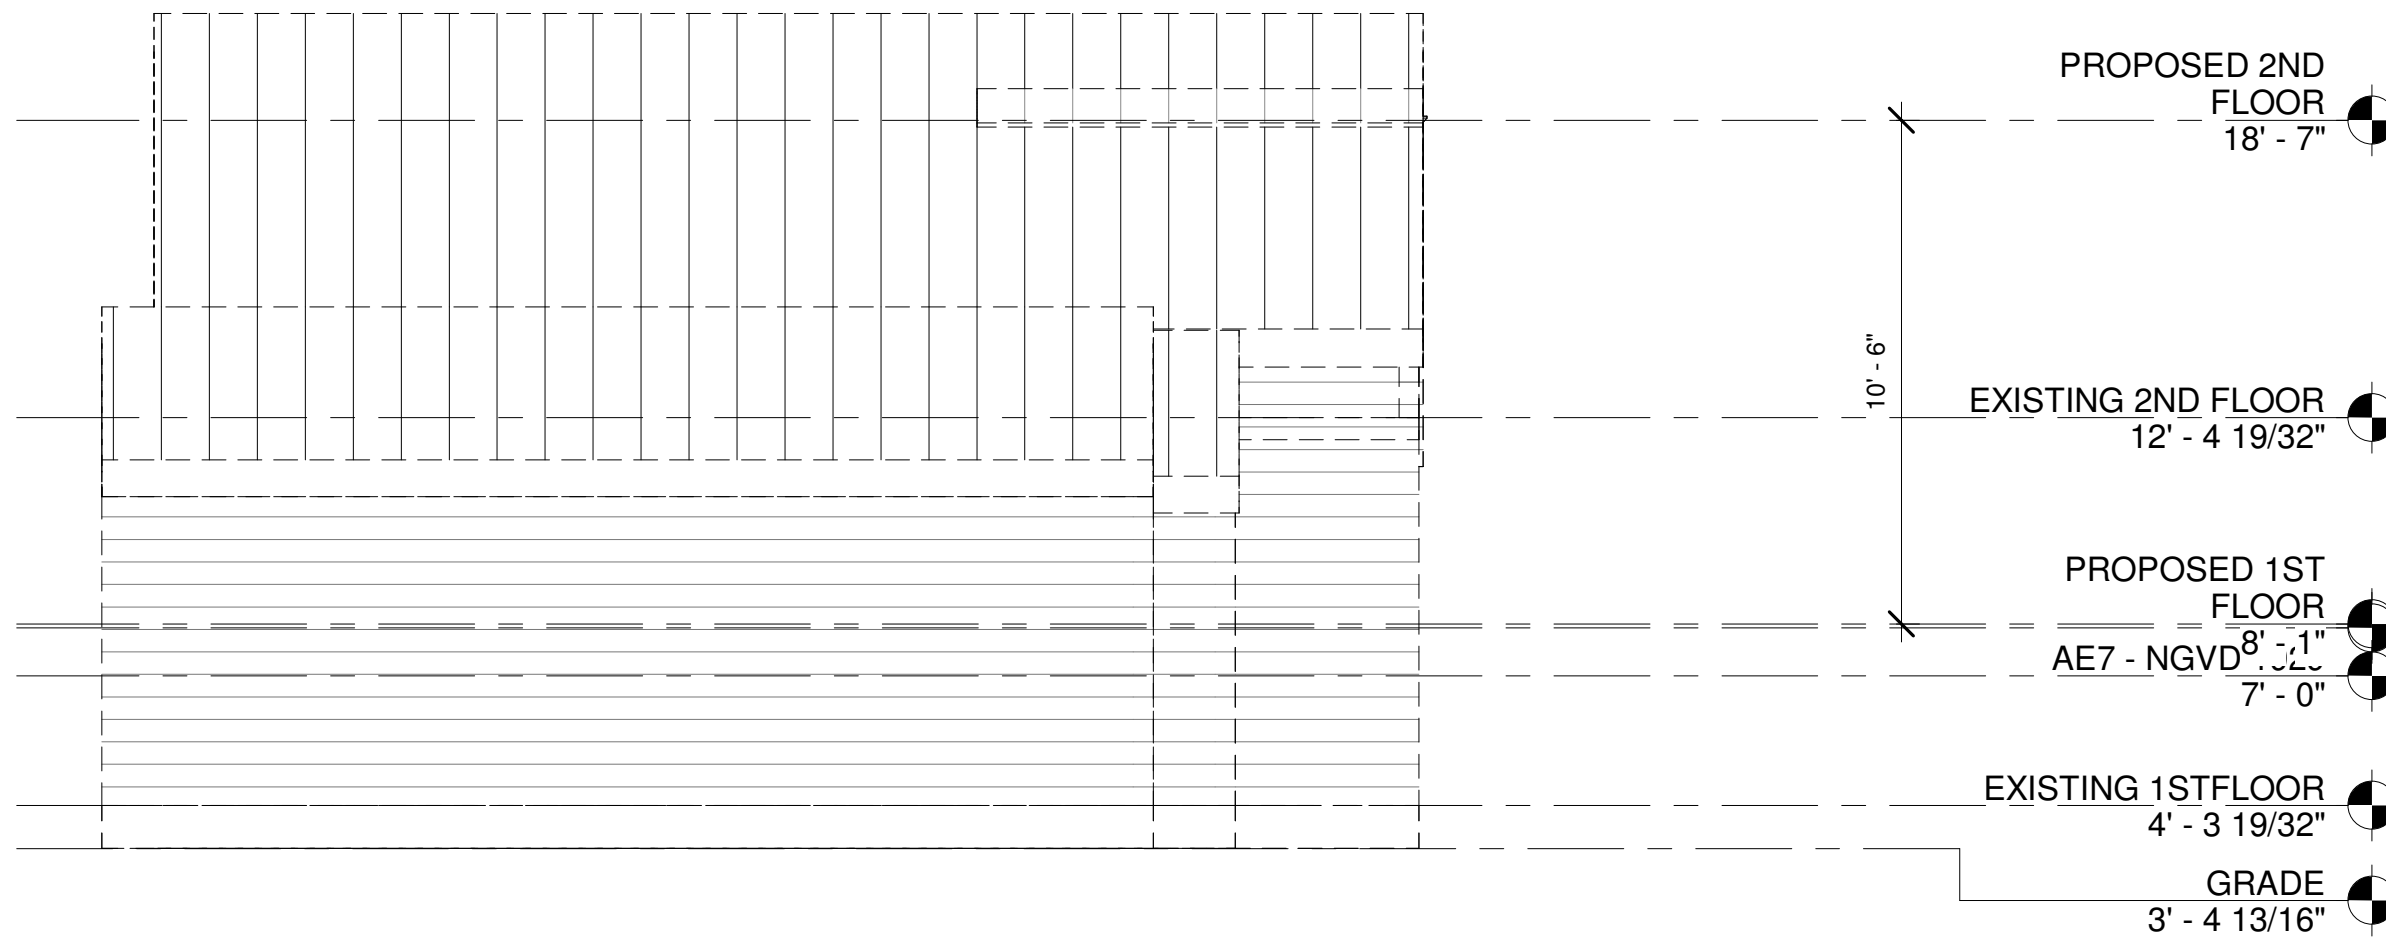 PROPOSED 2ND
FLOOR
18' - 7"
10' - 6"
EXISTING 2ND FLOOR
12' - 4 19/32"
PROPOSED 1ST
FLOOR
8' - 1"
AE7 - NGVD
7' - 0"
EXISTING 1STFLOOR
4' - 3 19/32"
GRADE
3' - 4 13/16"